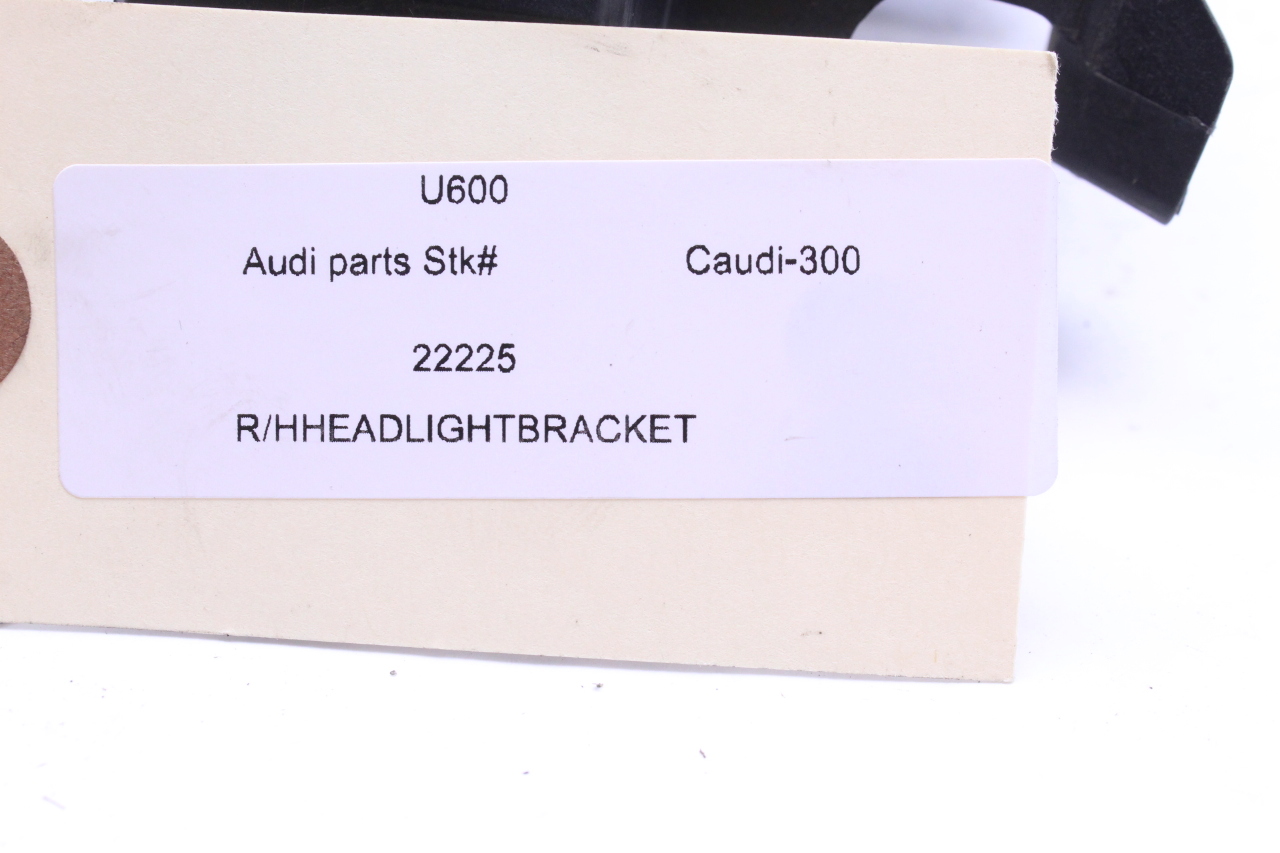 U600
Audi parts Stk# Caudi-300
22225
R/HHEADLIGHTBRACKET